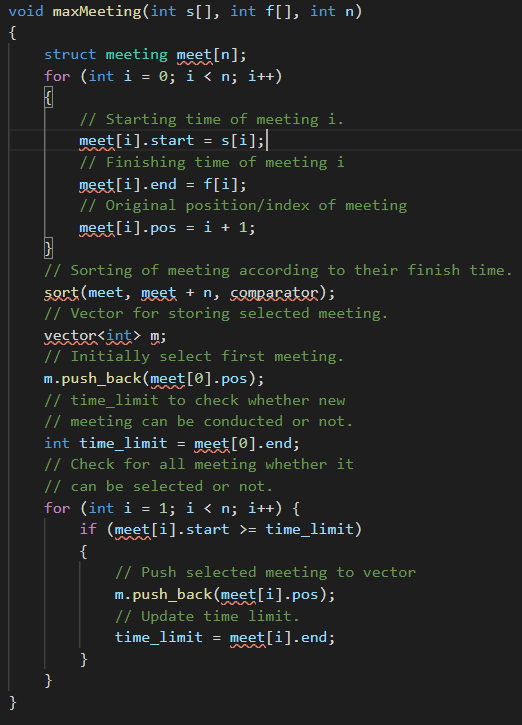 void maxMeeting(int s[], int f[], int n)
{
    struct meeting meet[n];
    for (int i = 0; i < n; i++)
    {
        // Starting time of meeting i.
        meet[i].start = s[i];
        // Finishing time of meeting i
        meet[i].end = f[i];
        // Original position/index of meeting
        meet[i].pos = i + 1;
    }
    // Sorting of meeting according to their finish time.
    sort(meet, meet + n, comparator);
    // Vector for storing selected meeting.
    vector<int> m;
    // Initially select first meeting.
    m.push_back(meet[0].pos);
    // time_limit to check whether new
    // meeting can be conducted or not.
    int time_limit = meet[0].end;
    // Check for all meeting whether it
    // can be selected or not.
    for (int i = 1; i < n; i++) {
        if (meet[i].start >= time_limit)
        {
            // Push selected meeting to vector
            m.push_back(meet[i].pos);
            // Update time limit.
            time_limit = meet[i].end;
        }
    }
}